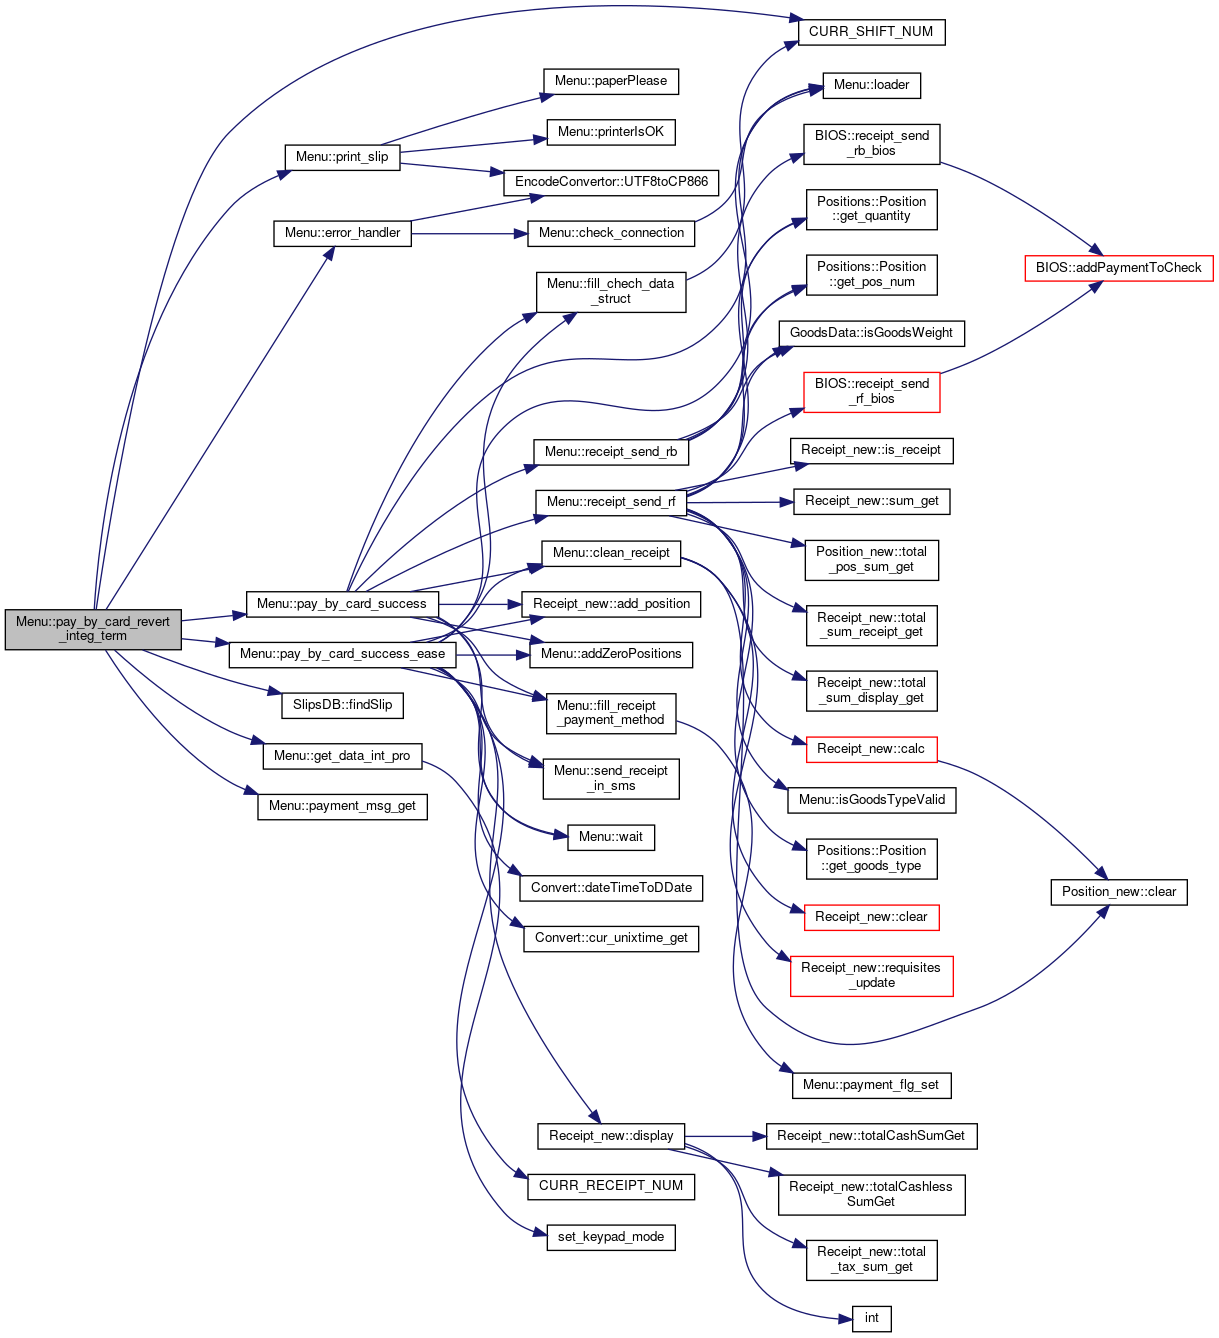 Menu::pay_by_card_revert
_integ_term
CURR_SHIFT_NUM
Menu::print_slip
Menu::paperPlease
Menu::printerIsOK
EncodeConvertor::UTF8toCP866
Menu::error_handler
Menu::check_connection
Menu::loader
Menu::pay_by_card_success
Menu::fill_chech_data
_struct
BIOS::receipt_send
_rb_bios
BIOS::addPaymentToCheck
Positions::Position
::get_quantity
Positions::Position
::get_pos_num
GoodsData::isGoodsWeight
BIOS::receipt_send
_rf_bios
Menu::receipt_send_rb
Menu::receipt_send_rf
Receipt_new::is_receipt
Receipt_new::sum_get
Position_new::total
_pos_sum_get
Receipt_new::total
_sum_receipt_get
Receipt_new::total
_sum_display_get
Receipt_new::calc
Menu::isGoodsTypeValid
Positions::Position
::get_goods_type
Receipt_new::clear
Receipt_new::requisites
_update
Position_new::clear
Menu::payment_flg_set
Menu::clean_receipt
Receipt_new::add_position
Menu::addZeroPositions
Menu::fill_receipt
_payment_method
Menu::send_receipt
_in_sms
Menu::wait
Menu::pay_by_card_success_ease
Convert::dateTimeToDDate
Convert::cur_unixtime_get
SlipsDB::findSlip
Menu::get_data_int_pro
Menu::payment_msg_get
Receipt_new::display
CURR_RECEIPT_NUM
set_keypad_mode
Receipt_new::totalCashSumGet
Receipt_new::totalCashless
SumGet
Receipt_new::total
_tax_sum_get
int